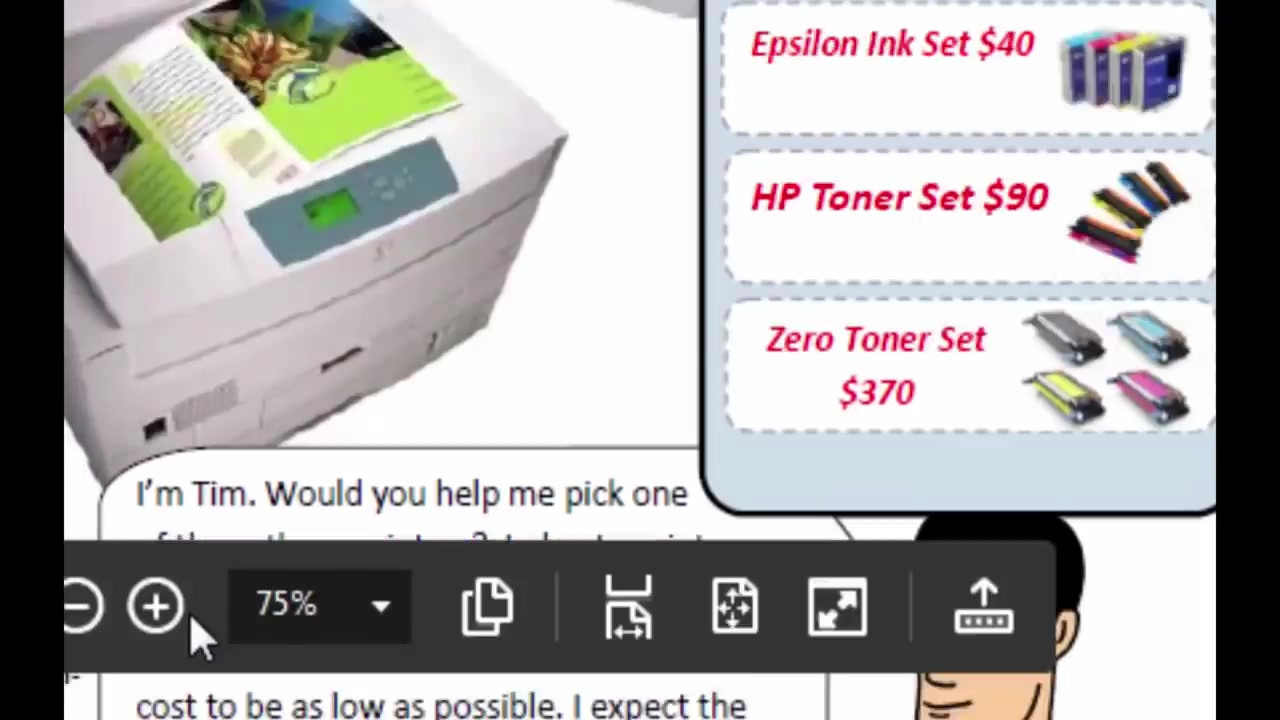 Epsilon Ink Set $40
HP Toner Set $90
Zero Toner Set
$370
I'm Tim. Would you help me pick one
75%
cost to be as low as possible. I expect the